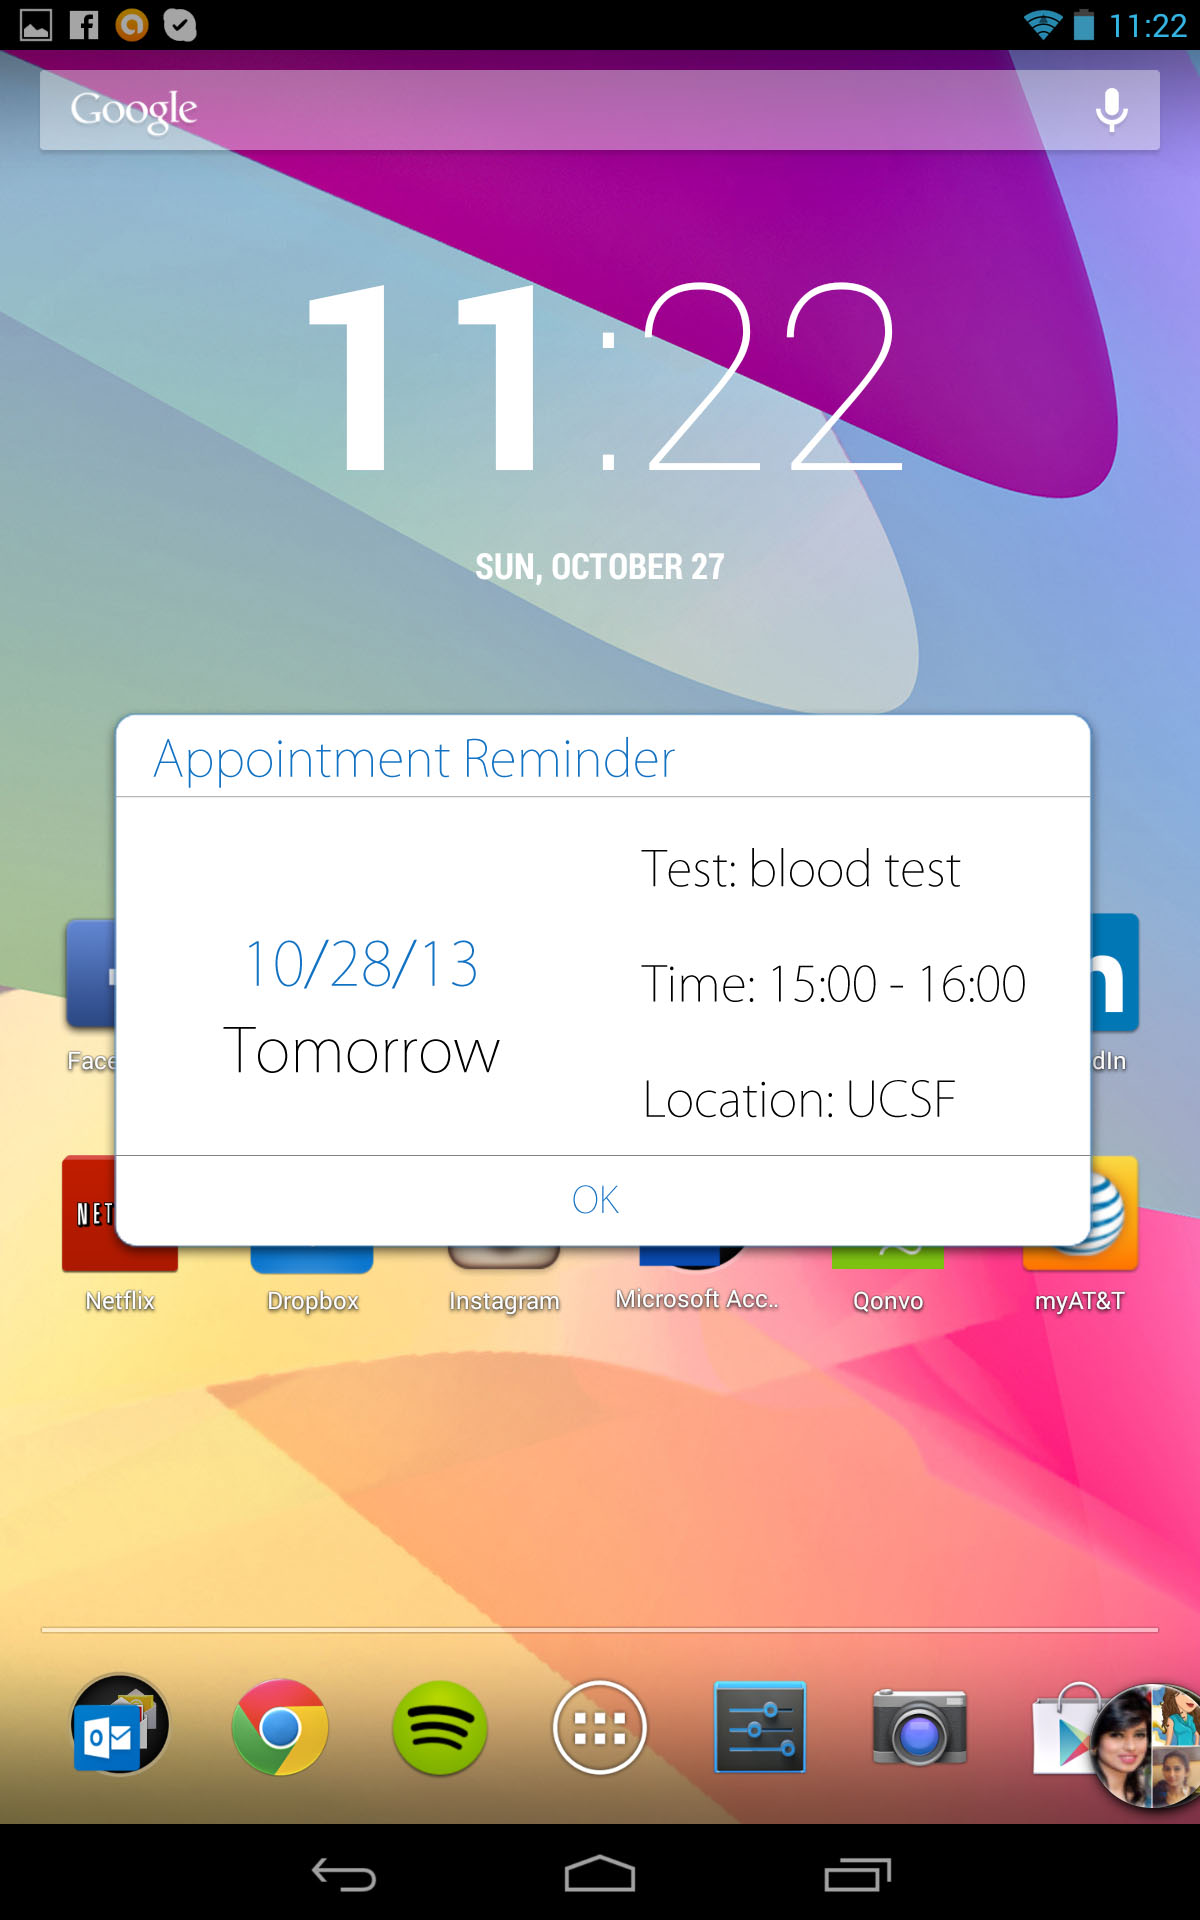 11:22
Google
11:22
SUN, OCTOBER 27
Appointment Reminder
Test: blood test
10/28/13
Time: 15:00 - 16:00
Tomorrow
Location: UCSF
OK
Face
dIn
NET
Netflix
Dropbox
Instagram
Microsoft Acc..
Qonvo
myAT&T